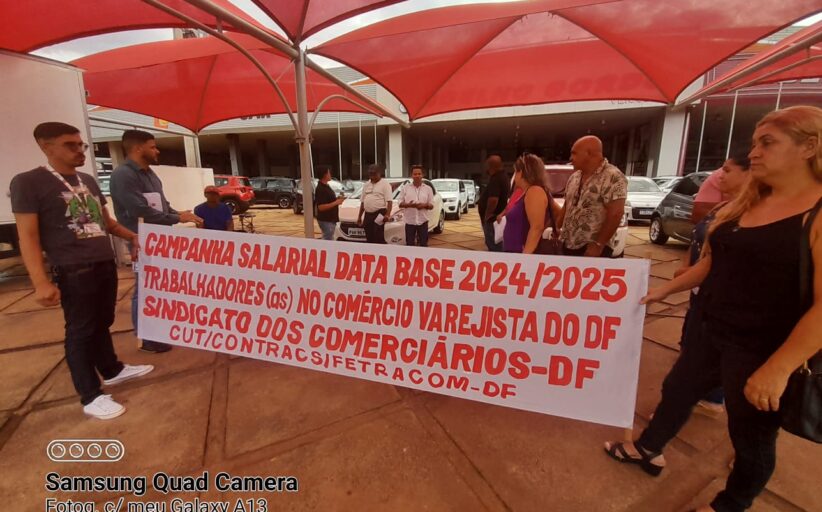 CAMPANHA SALARIAL DATA BASE 2024/2025
TRABALHADORES(as) NO COMÉRCIO VAREJISTA DO DF
SINDICATO DOS COMERCIÁRIOS-DF
CUT/CONTRACS/FETRACOM-DF
Samsung Quad Camera
Fotog. c/ meu Galaxy A13